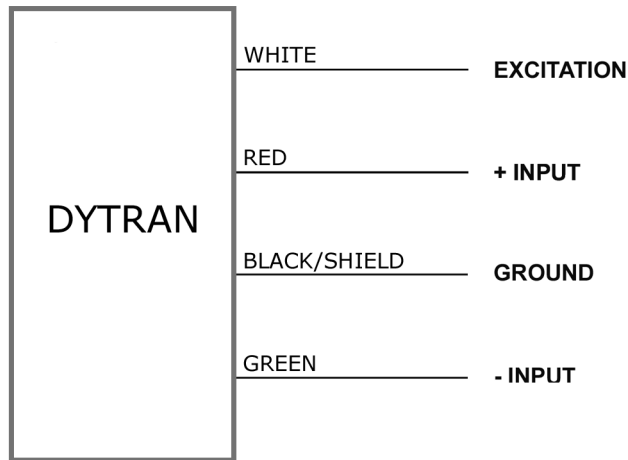 WHITE EXCITATION
RED + INPUT
DYTRAN
BLACK/SHIELD GROUND
GREEN - INPUT